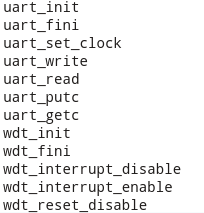 uart_init
uart_fini
uart_set_clock
uart_write
uart_read
uart_putc
uart_getc
wdt_init
wdt_fini
wdt_interrupt_disable
wdt_interrupt_enable
wdt_reset_disable